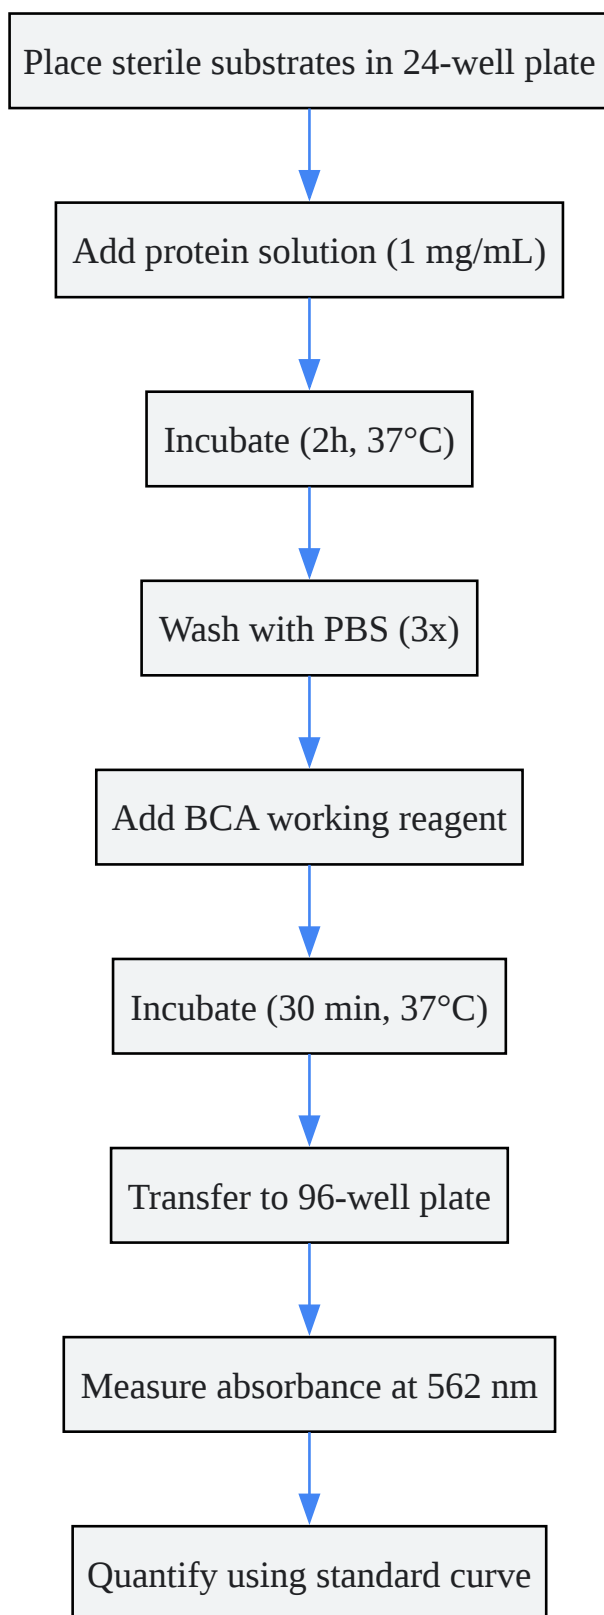 Place sterile substrates in 24-well plate
Add protein solution (1 mg/mL)
Incubate (2h, 37°C)
Wash with PBS (3x)
Add BCA working reagent
Incubate (30 min, 37°C)
Transfer to 96-well plate
Measure absorbance at 562 nm
Quantify using standard curve